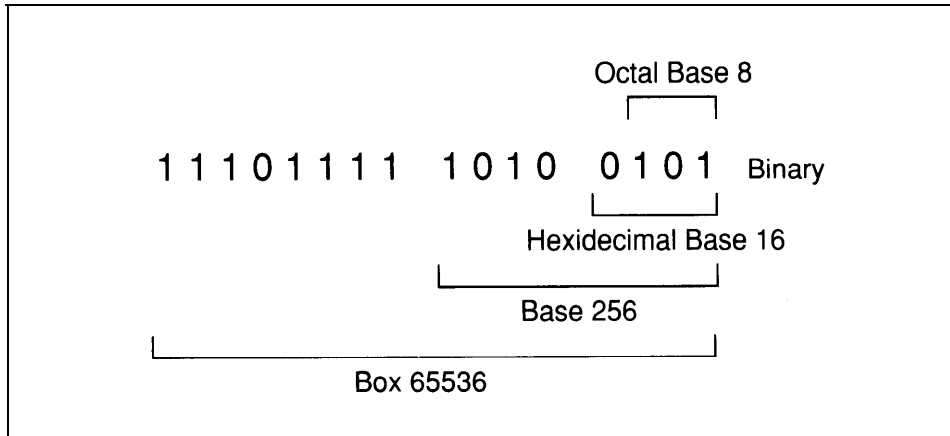 Octal Base 8
11101111 1010 0101 Binary
Hexidecimal Base 16
Base 256
Box 65536